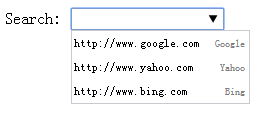 Search:
http://www.google.com Google
http://www.yahoo.com Yahoo
http://www.bing.com Bing